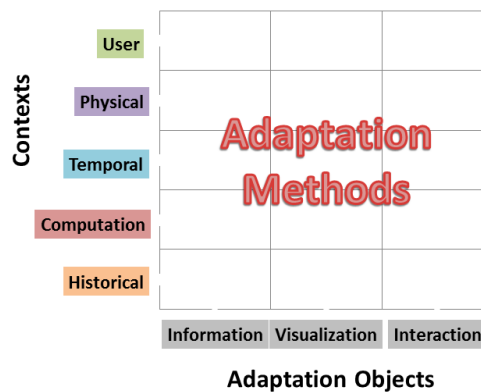 Contexts
User
Physical
Temporal
Computation
Historical
Adaptation
Methods
Information
Visualization
Interaction
Adaptation Objects